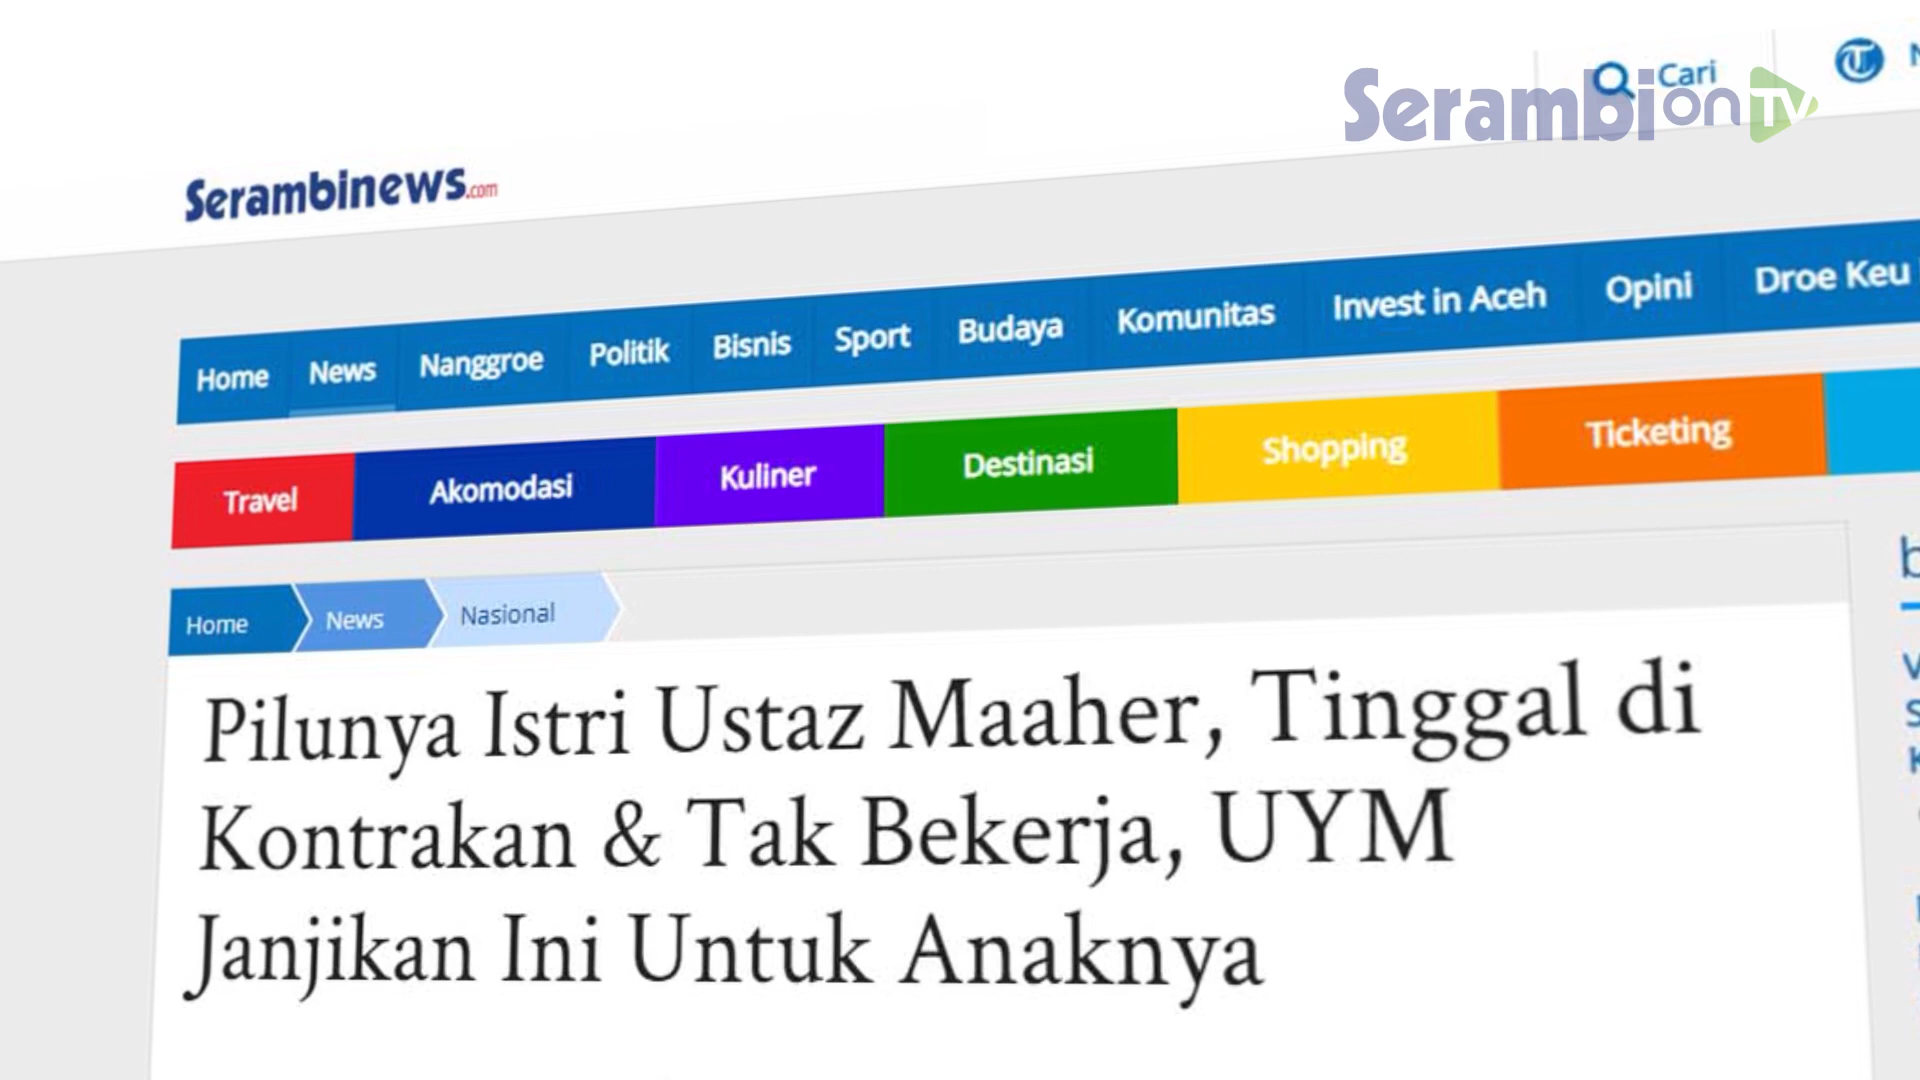 Cari
SerambionTV
Serambinews.com
Home News Nanggroe Politik Bisnis Sport Budaya Komunitas Invest in Aceh Opini Droe Keu
Travel Akomodasi Kuliner Destinasi Shopping Ticketing
Home News Nasional
Pilunya Istri Ustaz Maaher, Tinggal di
Kontrakan & Tak Bekerja, UYM
Janjikan Ini Untuk Anaknya